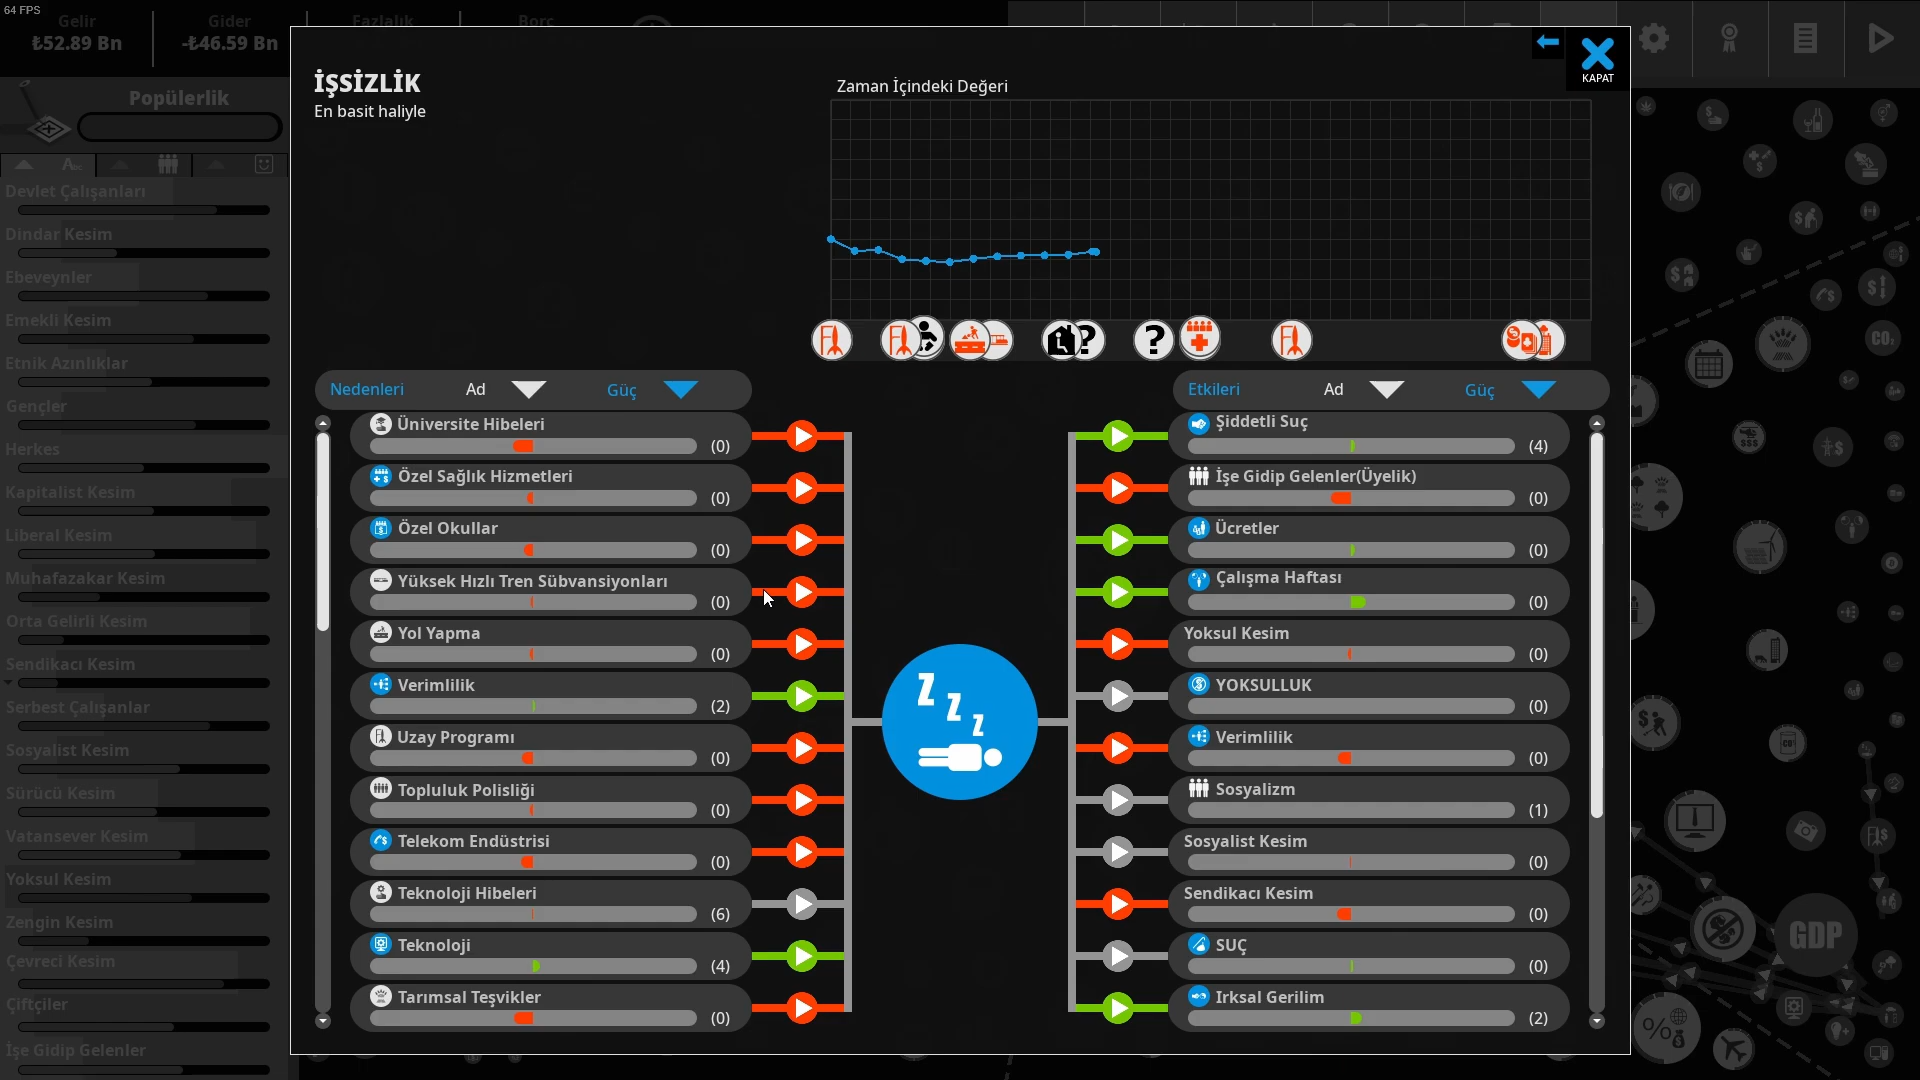 64 FPS
Gelir
₺52.89 Bn
Gider
-₺46.59 Bn
Fazlalık
Borç
KAPAT
Popülerlik
Devlet Çalışanları
Dindar Kesim
Ebeveynler
Emekli Kesim
Etnik Azınlıklar
Gençler
Herkes
Kapitalist Kesim
Liberal Kesim
Muhafazakar Kesim
Orta Gelirli Kesim
Sendikacı Kesim
Serbest Çalışanlar
Sosyalist Kesim
Sürücü Kesim
Vatansever Kesim
Yoksul Kesim
Zengin Kesim
Çevreci Kesim
Çiftçiler
İşe Gidip Gelenler
İŞSİZLİK
En basit haliyle
Zaman İçindeki Değeri
? ?
Nedenleri Ad Güç
Üniversite Hibeleri
(0)
Özel Sağlık Hizmetleri
(0)
Özel Okullar
(0)
Yüksek Hızlı Tren Sübvansiyonları
(0)
Yol Yapma
(0)
Verimlilik
(2)
Uzay Programı
(0)
Topluluk Polisliği
(0)
Telekom Endüstrisi
(0)
Teknoloji Hibeleri
(6)
Teknoloji
(4)
Tarımsal Teşvikler
(0)
Z Z Z
Etkileri Ad Güç
Şiddetli Suç
(4)
İşe Gidip Gelenler(Üyelik)
(0)
Ücretler
(0)
Çalışma Haftası
(0)
Yoksul Kesim
(0)
YOKSULLUK
(0)
Verimlilik
(0)
Sosyalizm
(1)
Sosyalist Kesim
(0)
Sendikacı Kesim
(0)
SUÇ
(0)
Irksal Gerilim
(2)
CO₂
GDP